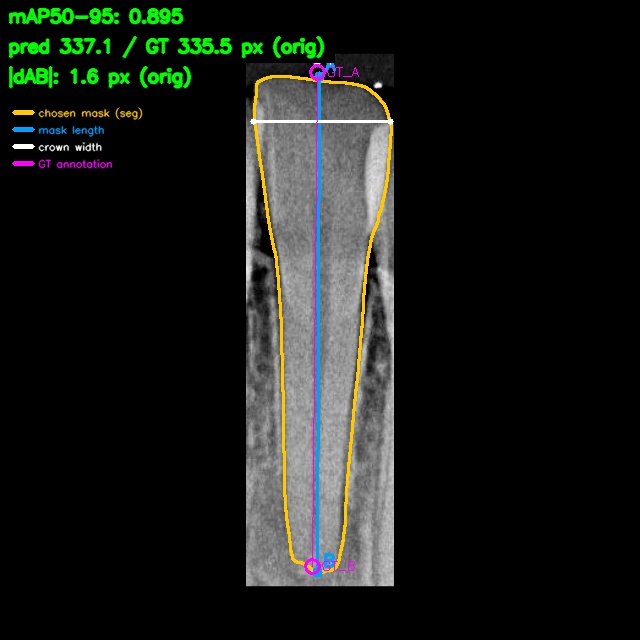 mAP50-95: 0.895
pred 337.1 / GT 335.5 px (orig)
|dAB|: 1.6 px (orig)
chosen mask (seg)
mask length
crown width
GT annotation
GT_A
B